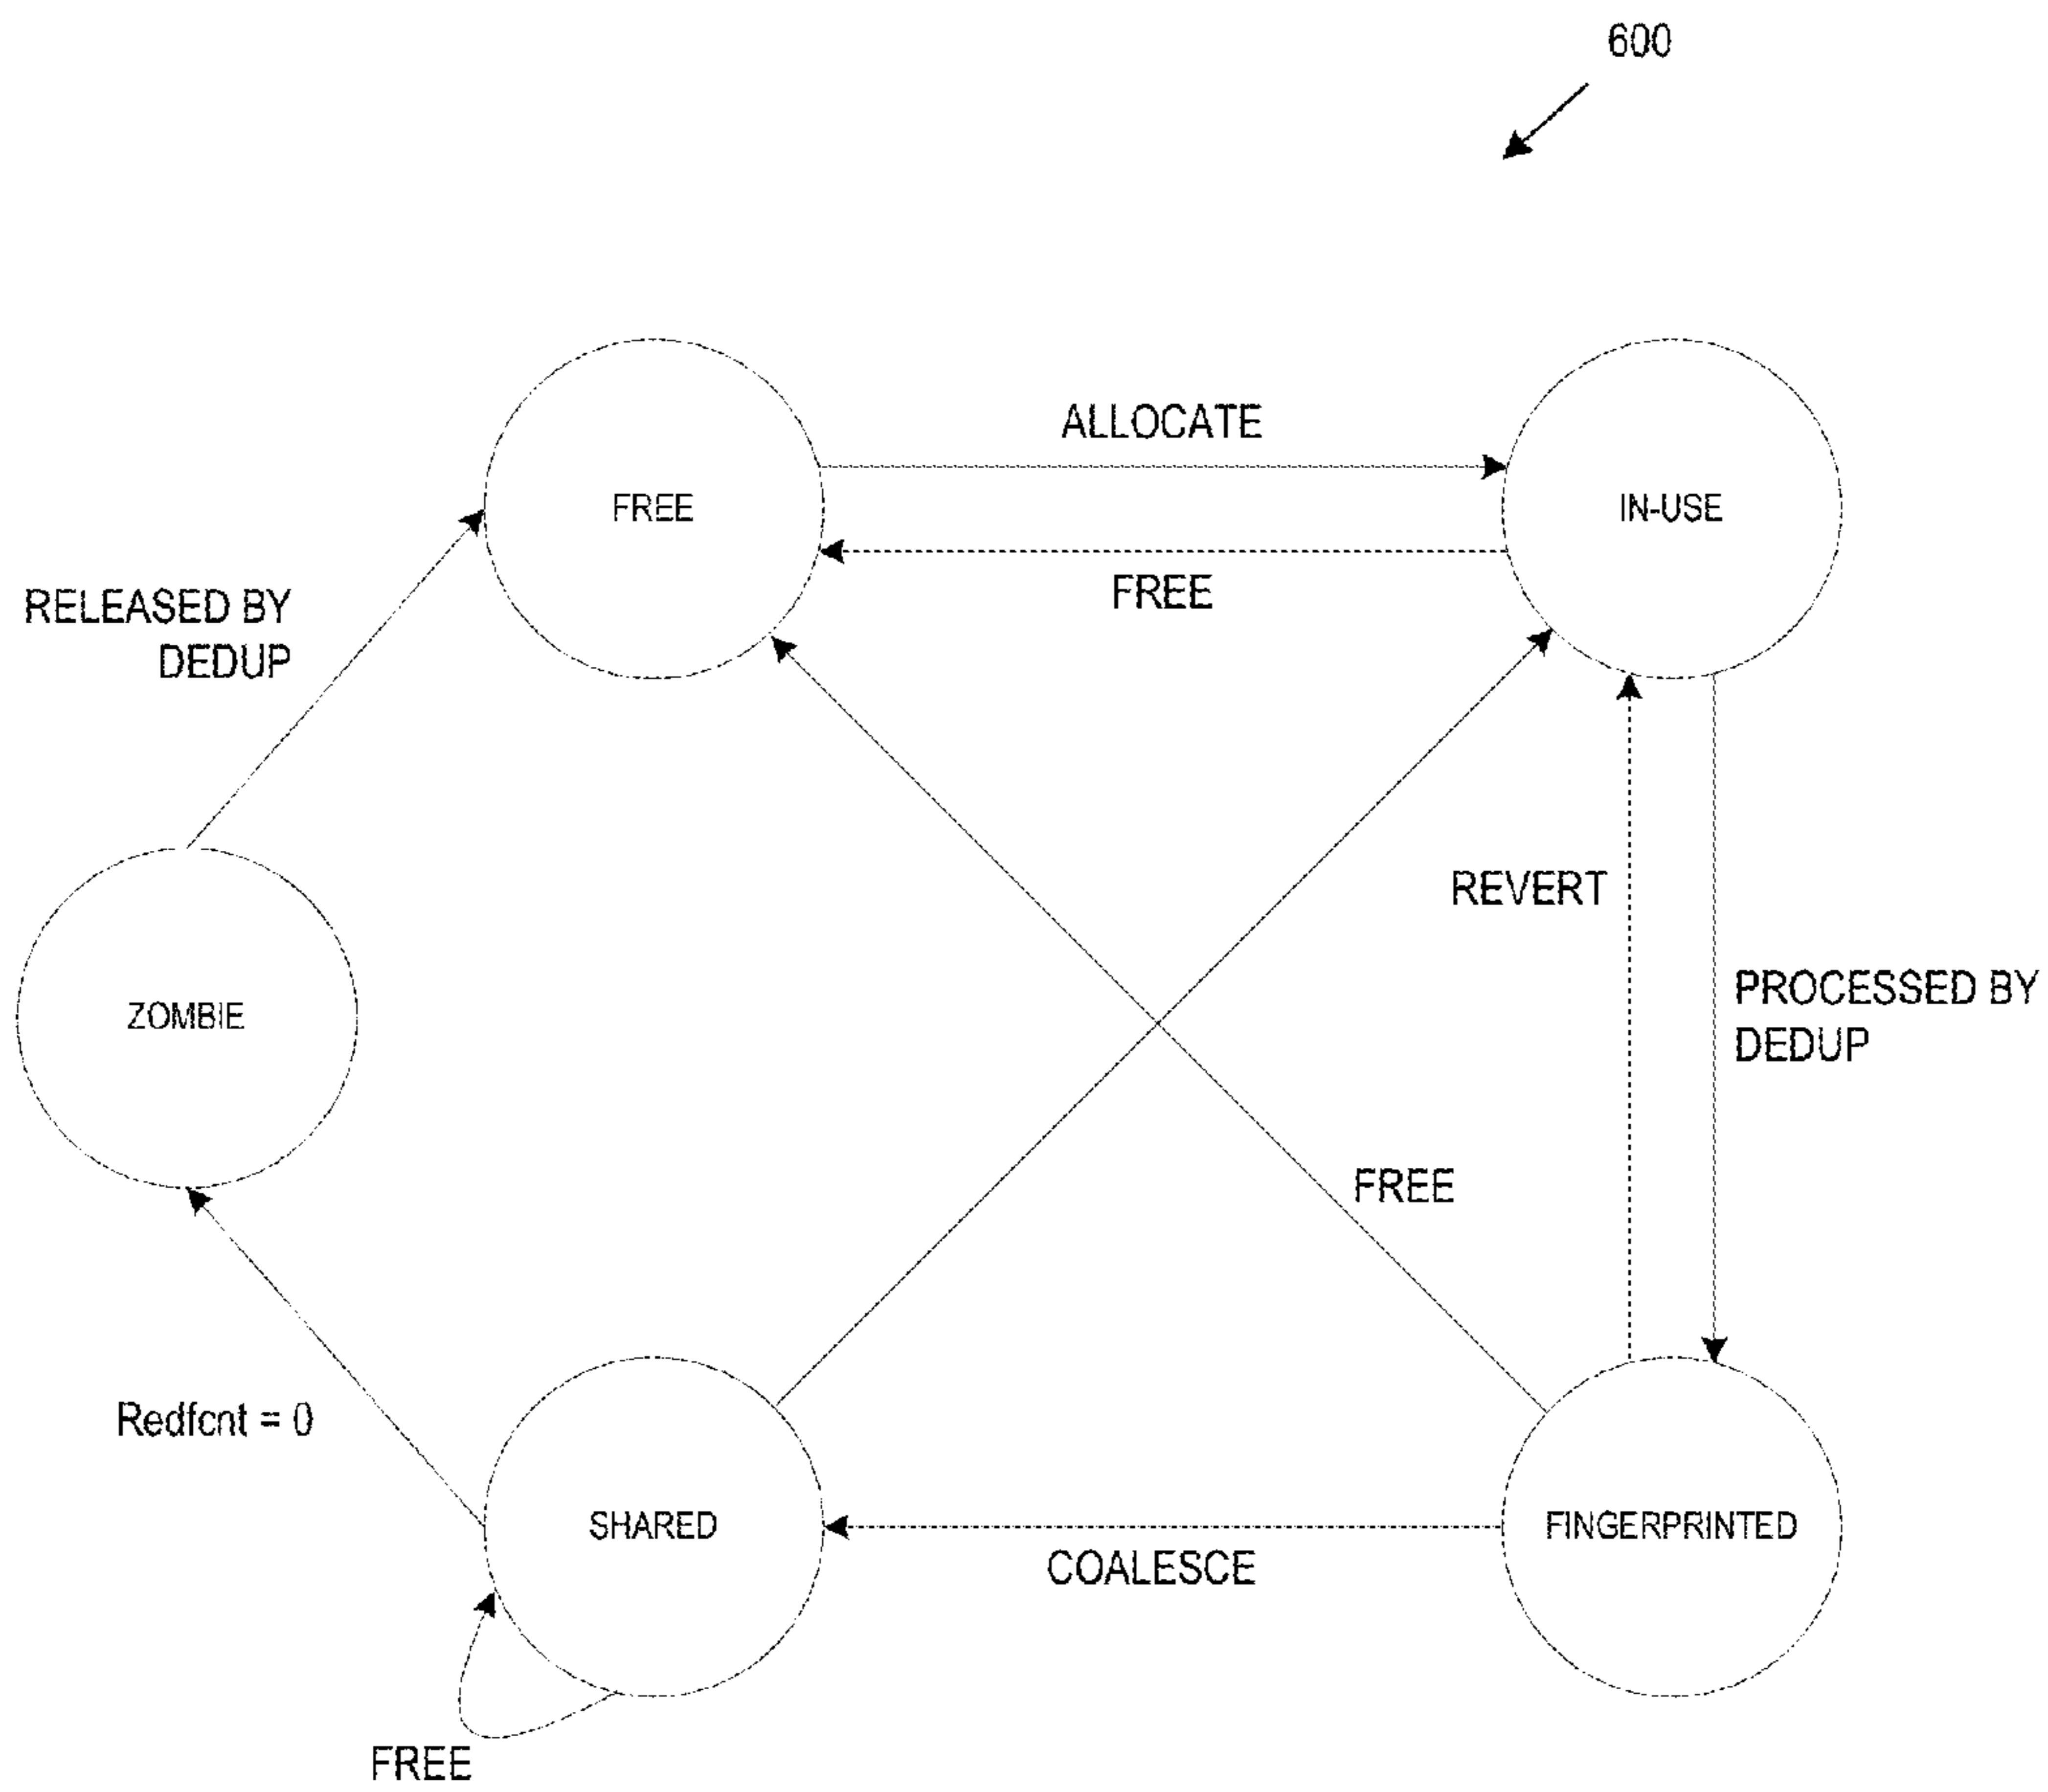 600
ALLOCATE
FREE
IN-USE
FREE
RELEASED BY
DEDUP
REVERT
PROCESSED BY
DEDUP
ZOMBIE
FREE
Redfcnt = 0
SHARED
FINGERPRINTED
COALESCE
FREE